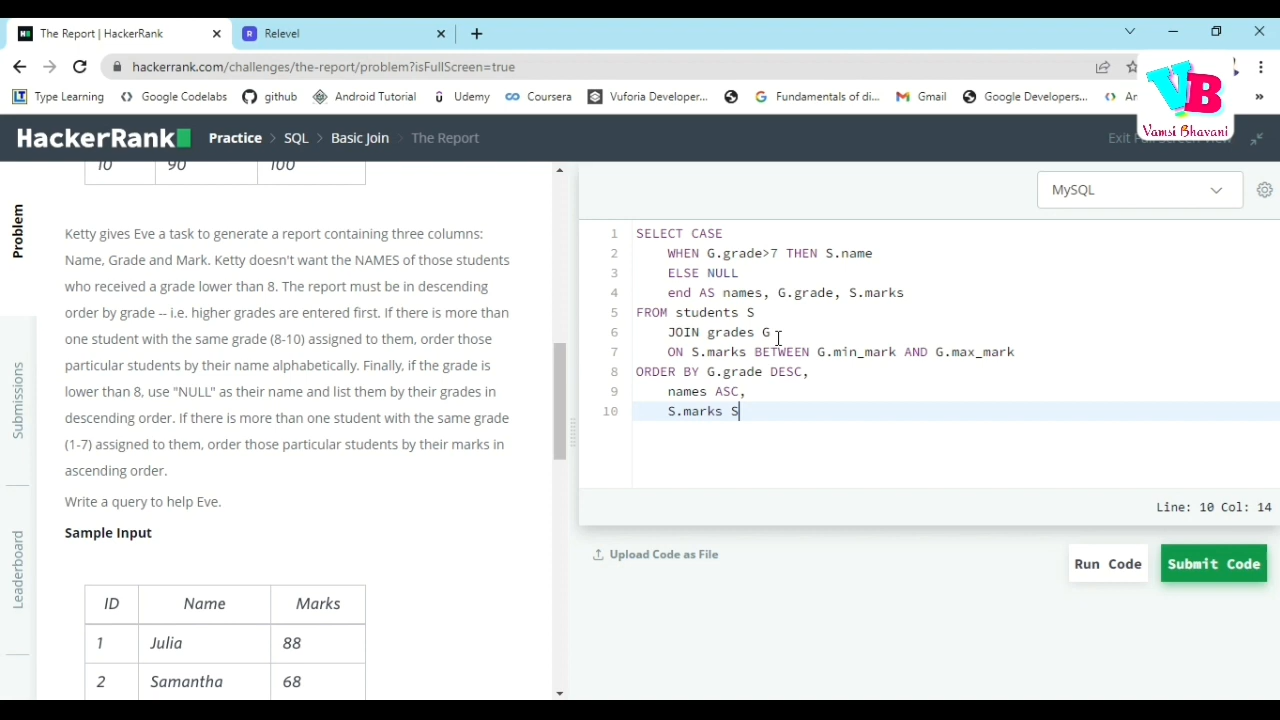 The Report | HackerRank
Relevel
hackerrank.com/challenges/the-report/problem?isFullScreen=true
Type Learning
Google Codelabs
github
Android Tutorial
Udemy
Coursera
Vuforia Developer...
Fundamentals of di...
Gmail
Google Developers...
»
VB
Vamsi Bhavani
HackerRank
Practice > SQL > Basic Join > The Report
Exit
10 90 100
Problem
Submissions
Leaderboard
Ketty gives Eve a task to generate a report containing three columns:
Name, Grade and Mark. Ketty doesn't want the NAMES of those students
who received a grade lower than 8. The report must be in descending
order by grade -- i.e. higher grades are entered first. If there is more than
one student with the same grade (8-10) assigned to them, order those
particular students by their name alphabetically. Finally, if the grade is
lower than 8, use "NULL" as their name and list them by their grades in
descending order. If there is more than one student with the same grade
(1-7) assigned to them, order those particular students by their marks in
ascending order.
Write a query to help Eve.
Sample Input
ID Name Marks
1 Julia 88
2 Samantha 68
MySQL
1 SELECT CASE
2 WHEN G.grade>7 THEN S.name
3 ELSE NULL
4 end AS names, G.grade, S.marks
5 FROM students S
6 JOIN grades G
7 ON S.marks BETWEEN G.min_mark AND G.max_mark
8 ORDER BY G.grade DESC,
9 names ASC,
10 S.marks S
Line: 10 Col: 14
Upload Code as File
Run Code
Submit Code